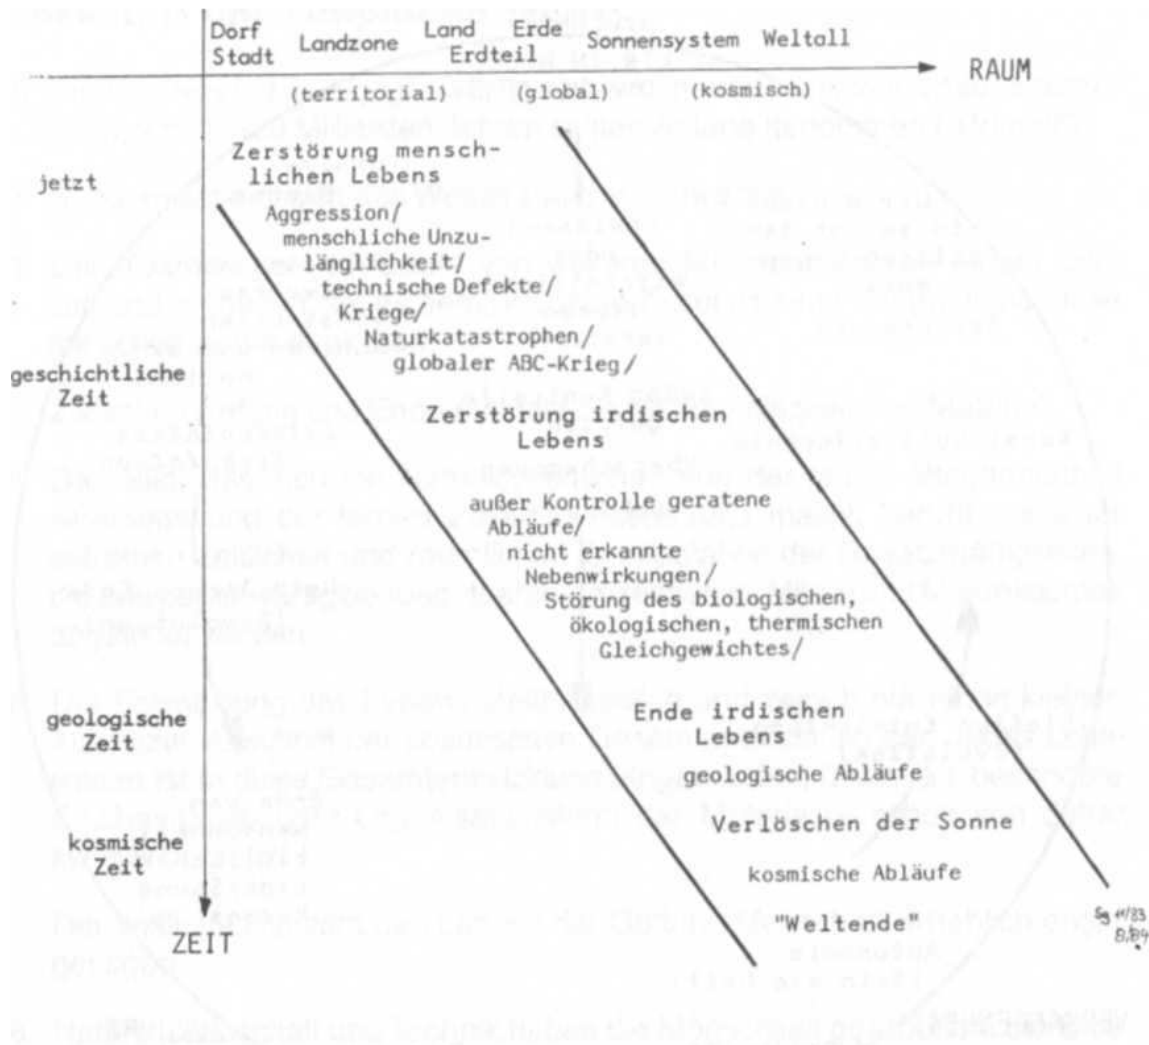 Dorf
Stadt
Landzone
Land
Erdteil
Erde
Sonnensystem
Weltall
RAUM
(territorial)
(global)
(kosmisch)
jetzt
Zerstörung mensch-
lichen Lebens
Aggression/
menschliche Unzu-
länglichkeit/
technische Defekte/
Kriege/
Naturkatastrophen/
globaler ABC-Krieg/
geschichtliche
Zeit
Zerstörung irdischen
Lebens
außer Kontrolle geratene
Abläufe/
nicht erkannte
Nebenwirkungen/
Störung des biologischen,
ökologischen, thermischen
Gleichgewichtes/
geologische
Zeit
Ende irdischen
Lebens
geologische Abläufe
Verlöschen der Sonne
kosmische
Zeit
kosmische Abläufe
"Weltende"
ZEIT